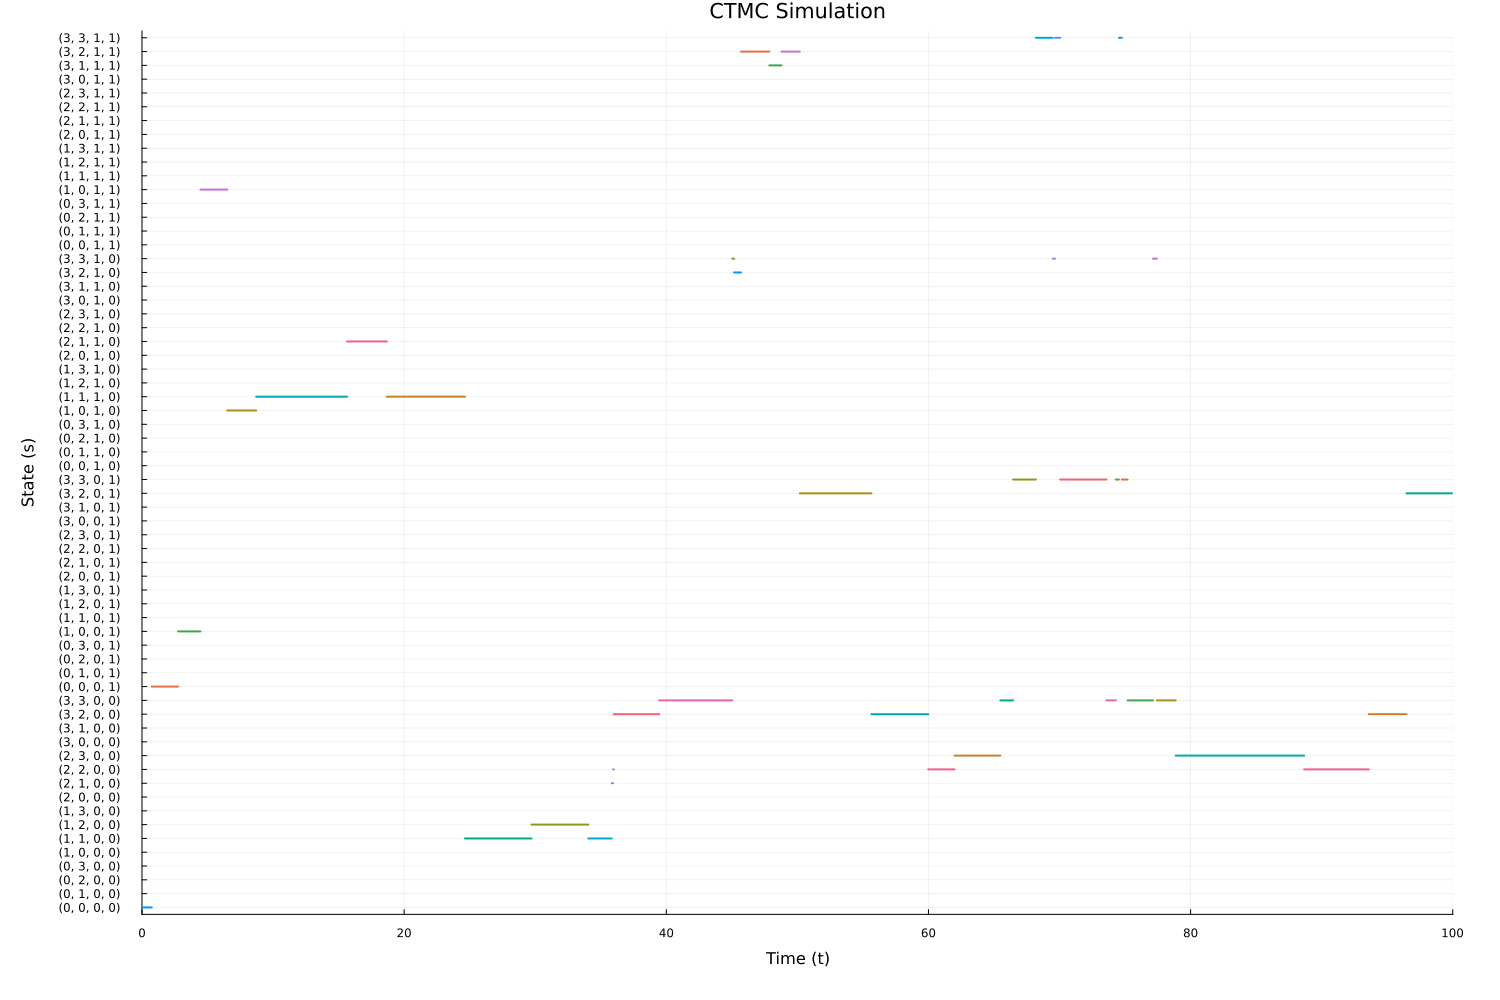 CTMC Simulation
(3, 3, 1, 1)
(3, 2, 1, 1)
(3, 1, 1, 1)
(3, 0, 1, 1)
(2, 3, 1, 1)
(2, 2, 1, 1)
(2, 1, 1, 1)
(2, 0, 1, 1)
(1, 3, 1, 1)
(1, 2, 1, 1)
(1, 1, 1, 1)
(1, 0, 1, 1)
(0, 3, 1, 1)
(0, 2, 1, 1)
(0, 1, 1, 1)
(0, 0, 1, 1)
(3, 3, 1, 0)
(3, 2, 1, 0)
(3, 1, 1, 0)
(3, 0, 1, 0)
(2, 3, 1, 0)
(2, 2, 1, 0)
(2, 1, 1, 0)
(2, 0, 1, 0)
(1, 3, 1, 0)
(1, 2, 1, 0)
(1, 1, 1, 0)
(1, 0, 1, 0)
(0, 3, 1, 0)
(0, 2, 1, 0)
(0, 1, 1, 0)
(0, 0, 1, 0)
(3, 3, 0, 1)
(3, 2, 0, 1)
(3, 1, 0, 1)
(3, 0, 0, 1)
(2, 3, 0, 1)
(2, 2, 0, 1)
(2, 1, 0, 1)
(2, 0, 0, 1)
(1, 3, 0, 1)
(1, 2, 0, 1)
(1, 1, 0, 1)
(1, 0, 0, 1)
(0, 3, 0, 1)
(0, 2, 0, 1)
(0, 1, 0, 1)
(0, 0, 0, 1)
(3, 3, 0, 0)
(3, 2, 0, 0)
(3, 1, 0, 0)
(3, 0, 0, 0)
(2, 3, 0, 0)
(2, 2, 0, 0)
(2, 1, 0, 0)
(2, 0, 0, 0)
(1, 3, 0, 0)
(1, 2, 0, 0)
(1, 1, 0, 0)
(1, 0, 0, 0)
(0, 3, 0, 0)
(0, 2, 0, 0)
(0, 1, 0, 0)
(0, 0, 0, 0)
State (s)
0 20 40 60 80 100
Time (t)